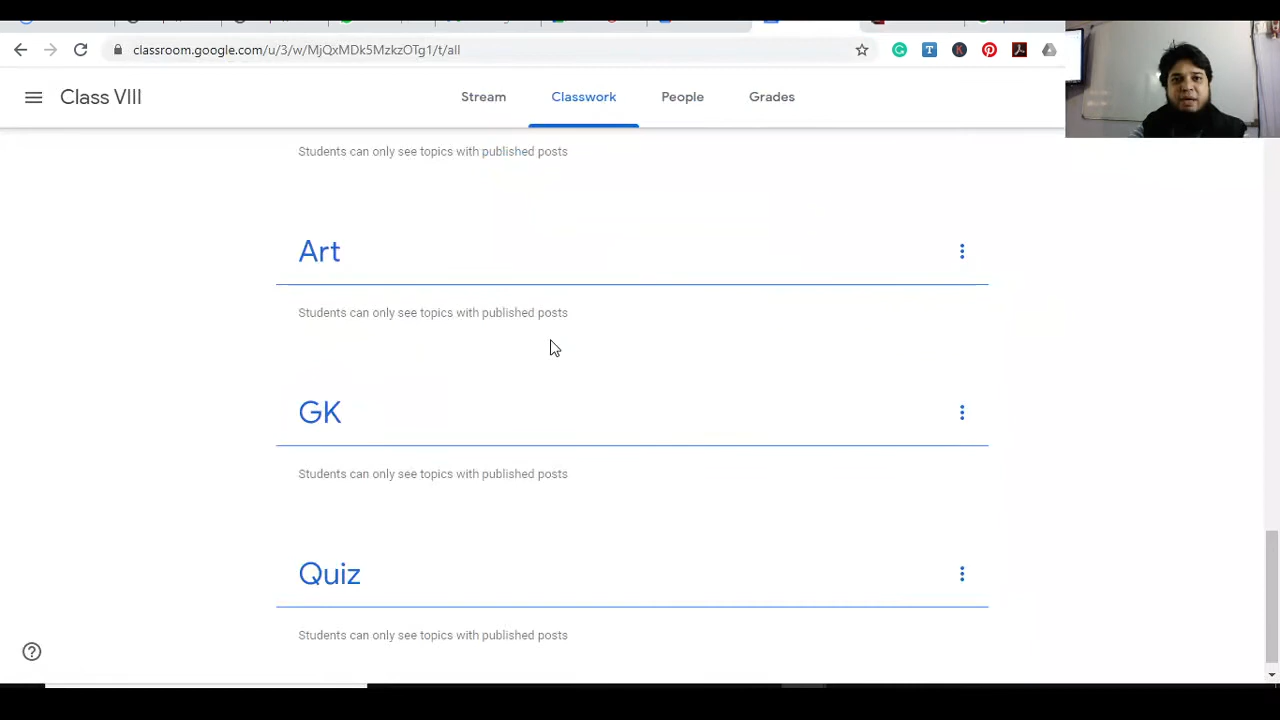 classroom.google.com/u/3/w/MjQxMDk5MzkzOTg1/t/all
Class VIII
Stream
Classwork
People
Grades
Students can only see topics with published posts
Art
Students can only see topics with published posts
GK
Students can only see topics with published posts
Quiz
Students can only see topics with published posts